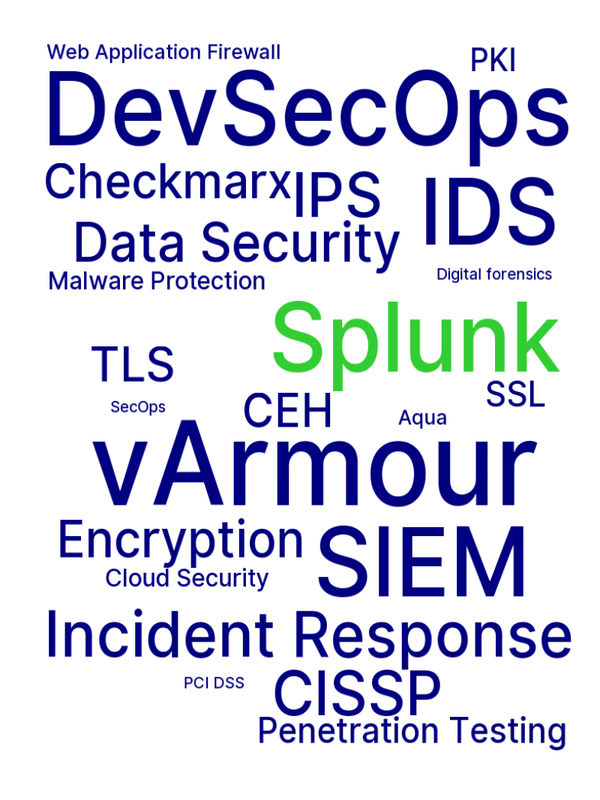 Web Application Firewall
PKI
DevSecOps
Checkmarx
IPS
IDS
Data Security
Malware Protection
Digital forensics
Splunk
TLS
SSL
SecOps
CEH
Aqua
vArmour
Encryption
SIEM
Cloud Security
Incident Response
PCI DSS
CISSP
Penetration Testing